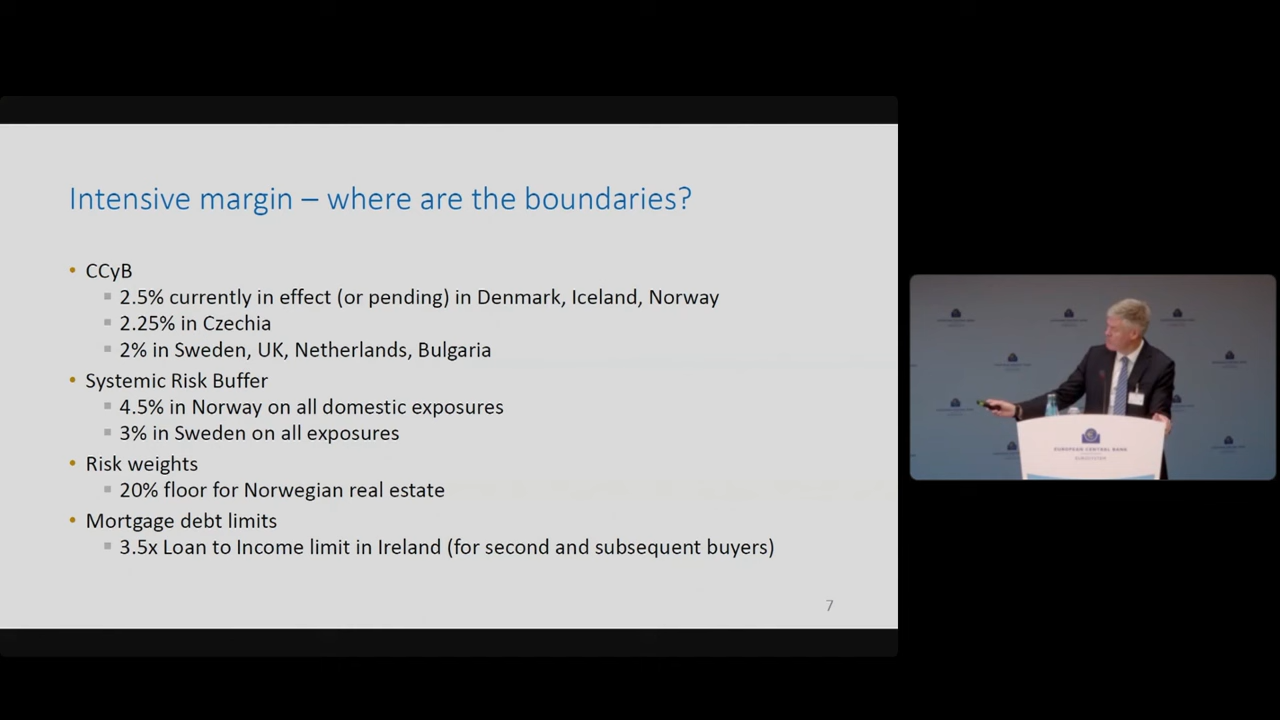 Intensive margin – where are the boundaries?
• CCyB
▪ 2.5% currently in effect (or pending) in Denmark, Iceland, Norway
▪ 2.25% in Czechia
▪ 2% in Sweden, UK, Netherlands, Bulgaria
• Systemic Risk Buffer
▪ 4.5% in Norway on all domestic exposures
▪ 3% in Sweden on all exposures
• Risk weights
▪ 20% floor for Norwegian real estate
• Mortgage debt limits
▪ 3.5x Loan to Income limit in Ireland (for second and subsequent buyers)
7
EUROPEAN CENTRAL BANK